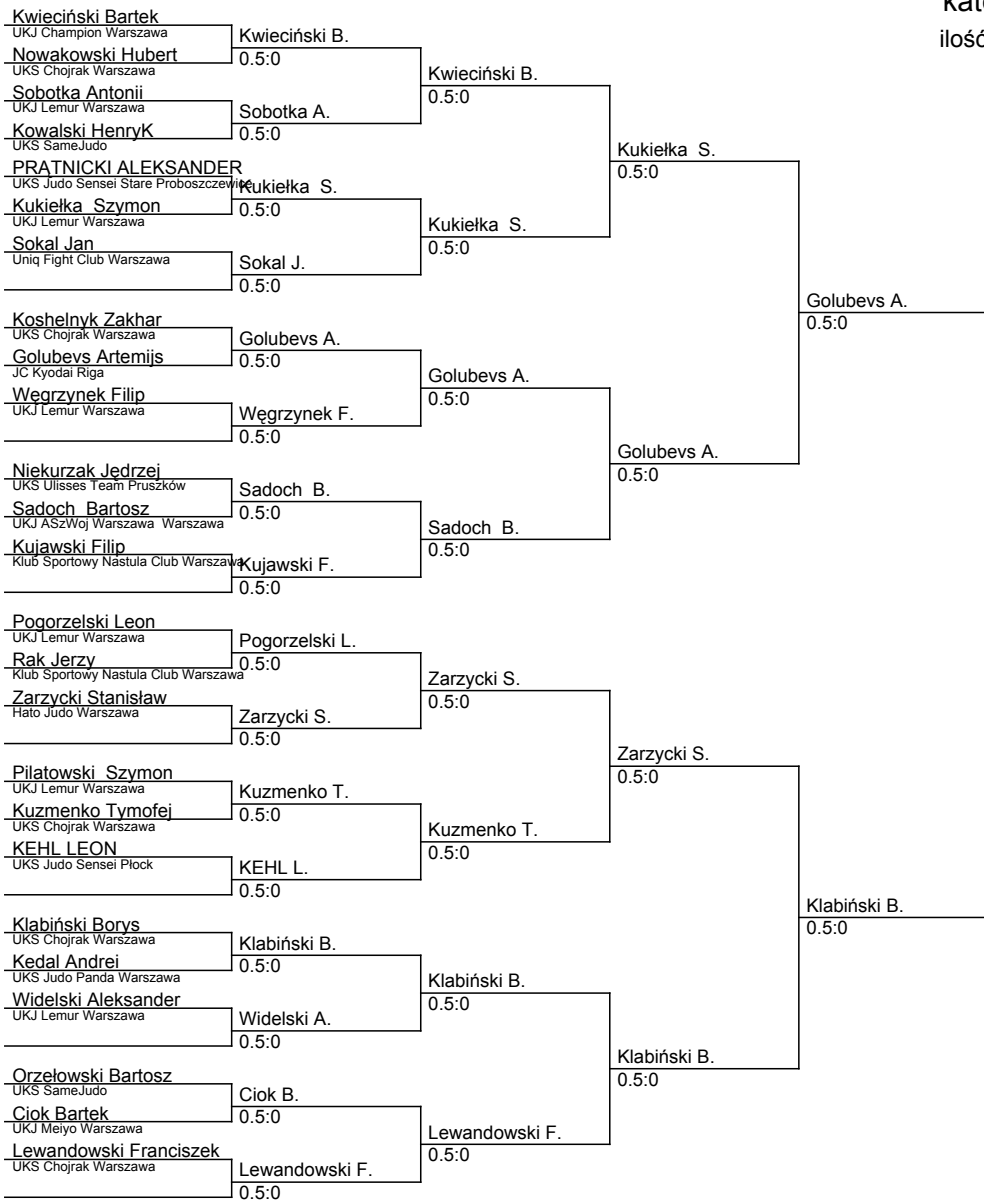 Kwieciński Bartek
UKJ Champion Warszawa
Nowakowski Hubert
UKS Chojrak Warszawa
Sobotka Antonii
UKJ Lemur Warszawa
Kowalski HenryK
UKS SameJudo
PRĄTNICKI ALEKSANDER
UKS Judo Sensei Stare Proboszczewice
Kukiełka  Szymon
UKJ Lemur Warszawa
Sokal Jan
Uniq Fight Club Warszawa
Koshelnyk Zakhar
UKS Chojrak Warszawa
Golubevs Artemijs
JC Kyodai Riga
Węgrzynek Filip
UKJ Lemur Warszawa
Niekurzak Jędrzej
UKS Ulisses Team Pruszków
Sadoch  Bartosz
UKJ ASzWoj Warszawa  Warszawa
Kujawski Filip
Klub Sportowy Nastula Club Warszawa
Pogorzelski Leon
UKJ Lemur Warszawa
Rak Jerzy
Klub Sportowy Nastula Club Warszawa
Zarzycki Stanisław
Hato Judo Warszawa
Pilatowski  Szymon
UKJ Lemur Warszawa
Kuzmenko Tymofej
UKS Chojrak Warszawa
KEHL LEON
UKS Judo Sensei Płock
Klabiński Borys
UKS Chojrak Warszawa
Kedal Andrei
UKS Judo Panda Warszawa
Widelski Aleksander
UKJ Lemur Warszawa
Orzełowski Bartosz
UKS SameJudo
Ciok Bartek
UKJ Meiyo Warszawa
Lewandowski Franciszek
UKS Chojrak Warszawa
Kwieciński B.
0.5:0
Sobotka A.
0.5:0
Kukiełka  S.
0.5:0
Sokal J.
0.5:0
Golubevs A.
0.5:0
Węgrzynek F.
0.5:0
Sadoch  B.
0.5:0
Kujawski F.
0.5:0
Pogorzelski L.
0.5:0
Zarzycki S.
0.5:0
Kuzmenko T.
0.5:0
KEHL L.
0.5:0
Klabiński B.
0.5:0
Widelski A.
0.5:0
Ciok B.
0.5:0
Lewandowski F.
0.5:0
Kwieciński B.
0.5:0
Kukiełka  S.
0.5:0
Golubevs A.
0.5:0
Sadoch  B.
0.5:0
Zarzycki S.
0.5:0
Kuzmenko T.
0.5:0
Klabiński B.
0.5:0
Lewandowski F.
0.5:0
Kukiełka  S.
0.5:0
Golubevs A.
0.5:0
Zarzycki S.
0.5:0
Klabiński B.
0.5:0
Golubevs A.
0.5:0
Klabiński B.
0.5:0
ilość